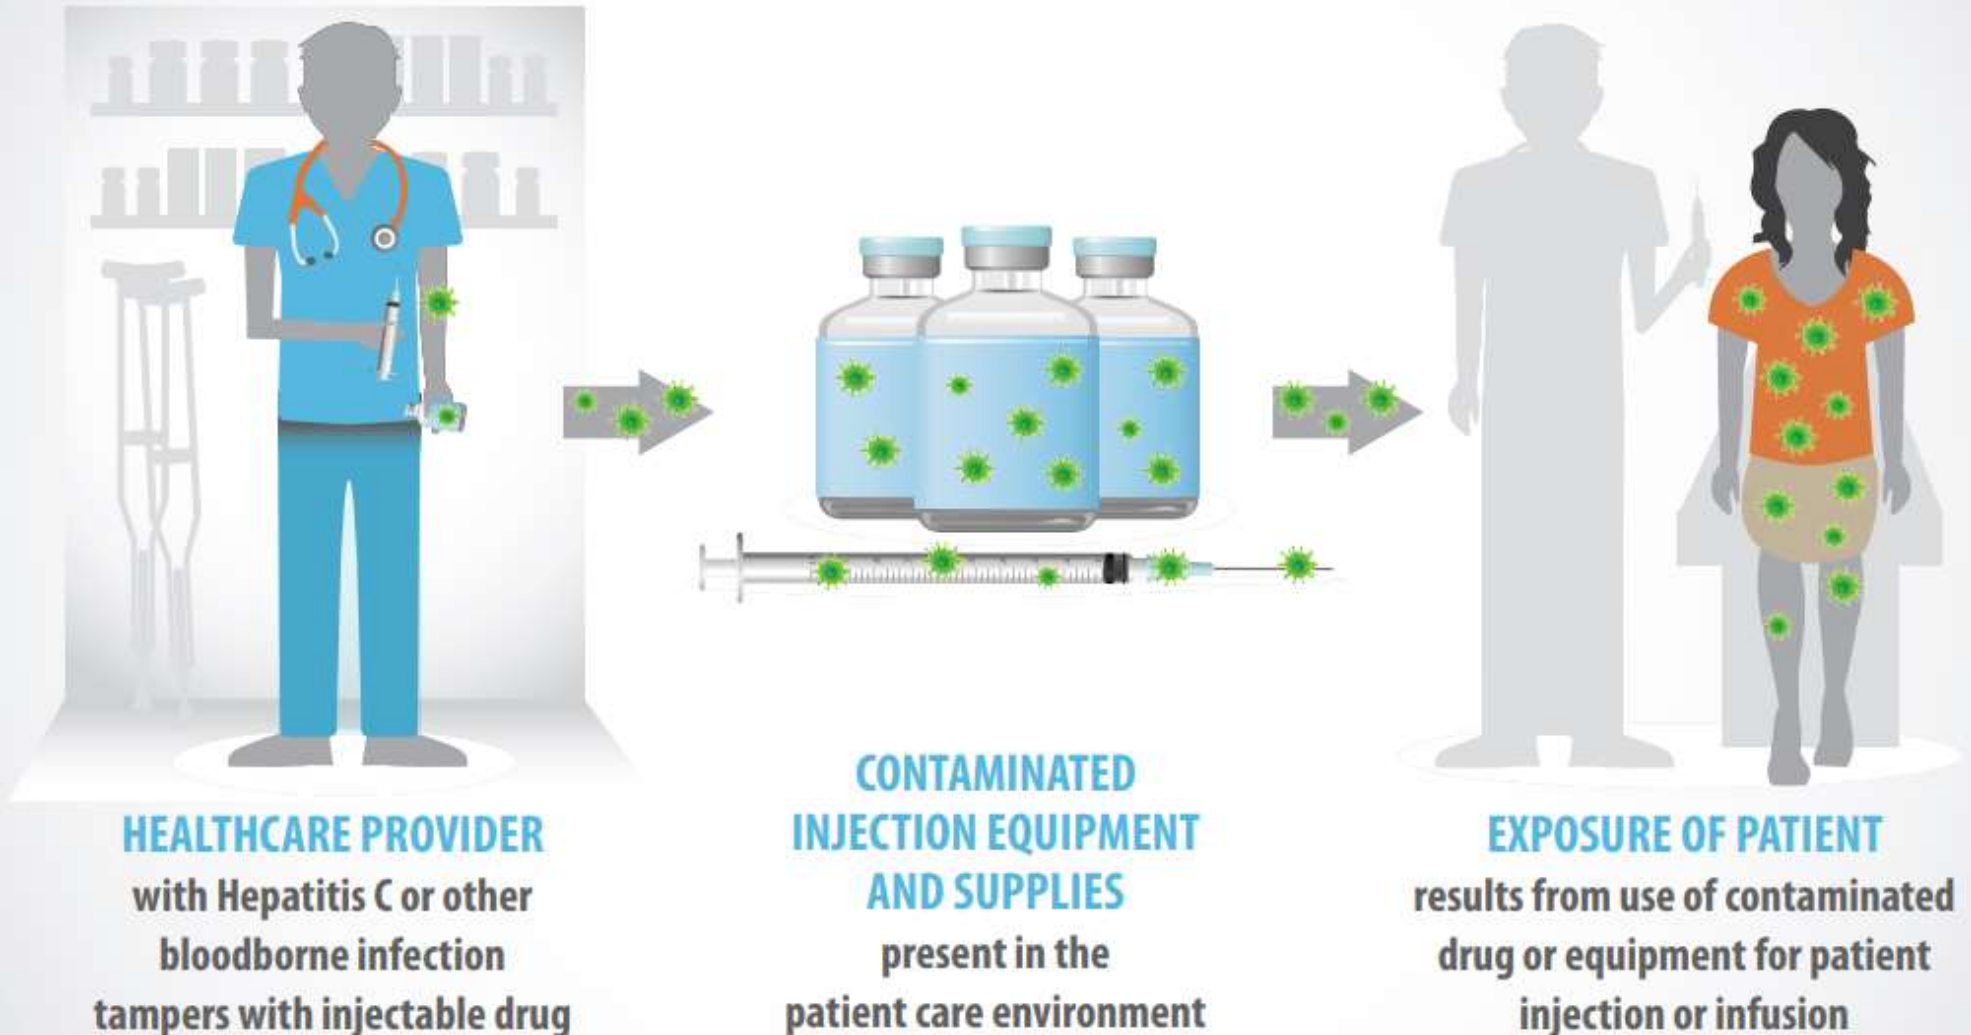 HEALTHCARE PROVIDER
with Hepatitis C or other
bloodborne infection
tampers with injectable drug
CONTAMINATED
INJECTION EQUIPMENT
AND SUPPLIES
present in the
patient care environment
EXPOSURE OF PATIENT
results from use of contaminated
drug or equipment for patient
injection or infusion